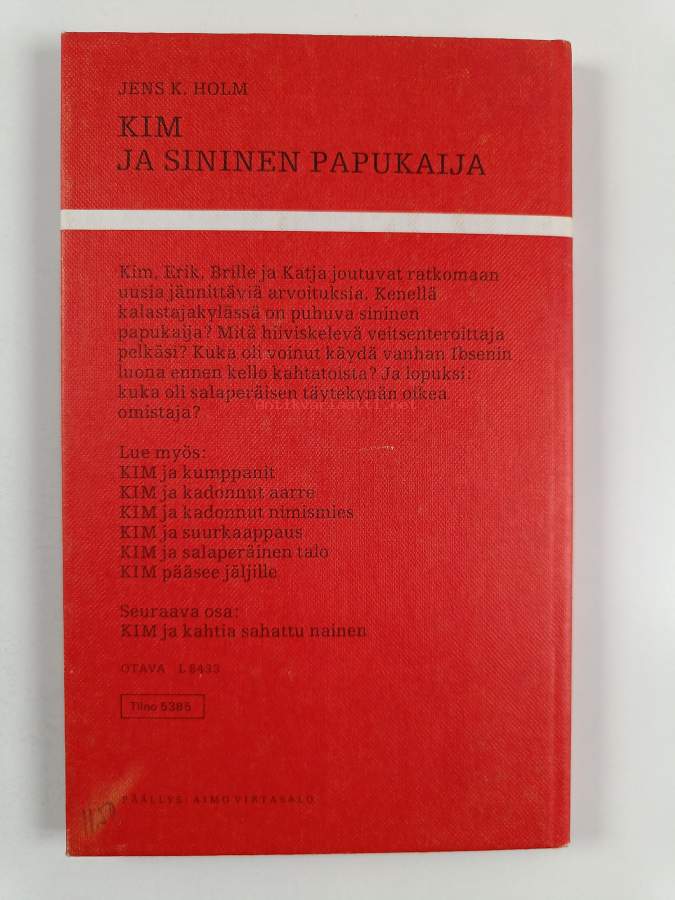 JENS K. HOLM
KIM
JA SININEN PAPUKAIJA
Kim, Erik, Brille ja Katja joutuvat ratkomaan
uusia jännittäviä arvoituksia. Kenellä
kalastajakylässä on puhuva sininen
papukaija? Mitä hiiviskelevä veitsenteroittaja
pelkäsi? Kuka oli voinut käydä vanhan Ibsenin
luona ennen kello kahtatoista? Ja lopuksi:
kuka oli salaperäisen täytekynän oikea
omistaja?
antikvariaatti.net
Lue myös:
KIM ja kumppanit
KIM ja kadonnut aarre
KIM ja kadonnut nimismies
KIM ja suurkaappaus
KIM ja salaperäinen talo
KIM pääsee jäljille
Seuraava osa:
KIM ja kahtia sahattu nainen
OTAVA L 6433
Tilno 5385
PÄÄLLYS: AIMO VIRTASALO